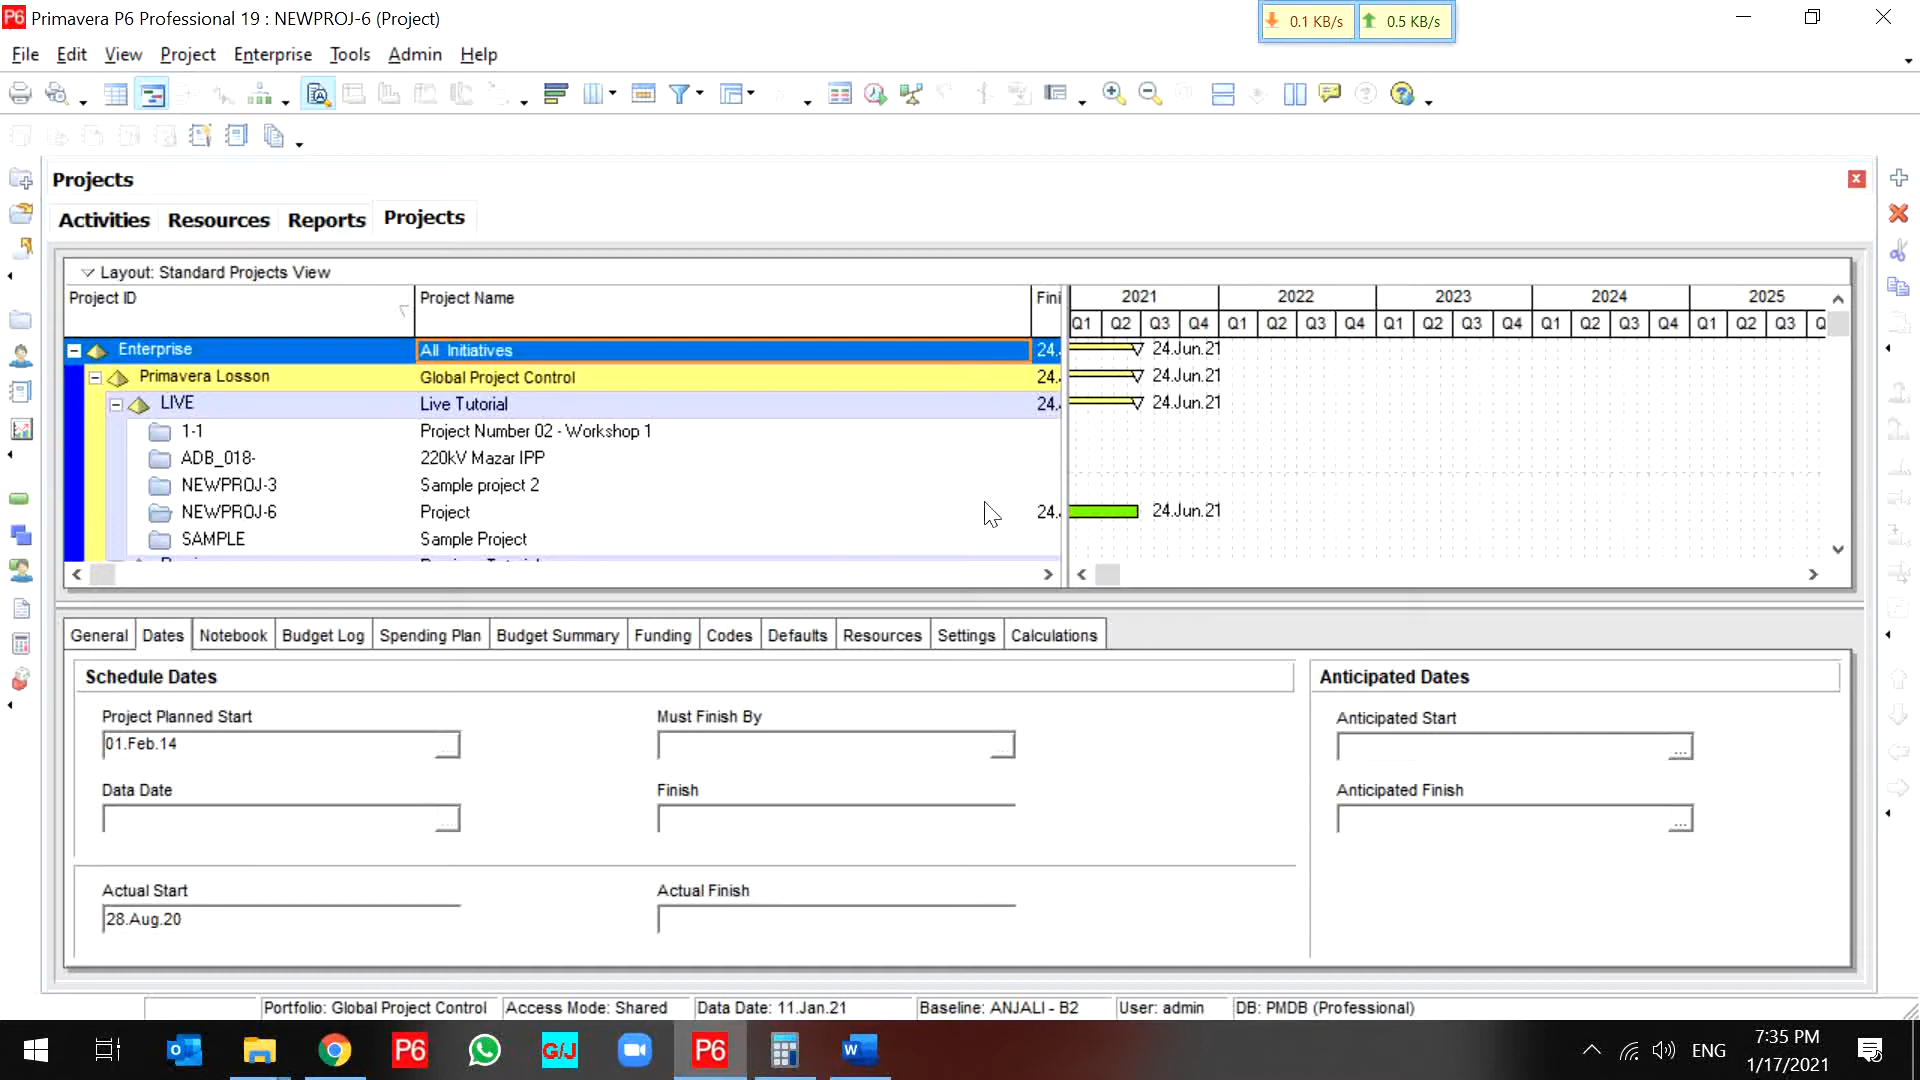 P6 Primavera P6 Professional 19 : NEWPROJ-6 (Project)
0.1 KB/s 0.5 KB/s
File Edit View Project Enterprise Tools Admin Help
Projects
Activities Resources Reports Projects
Layout: Standard Projects View
Project ID Project Name Fini 2021 2022 2023 2024 2025
Q1 Q2 Q3 Q4 Q1 Q2 Q3 Q4 Q1 Q2 Q3 Q4 Q1 Q2 Q3 Q4 Q1 Q2 Q3 Q
Enterprise All Initiatives 24. 24.Jun.21
Primavera Losson Global Project Control 24. 24.Jun.21
LIVE Live Tutorial 24. 24.Jun.21
1-1 Project Number 02 - Workshop 1
ADB_018- 220kV Mazar IPP
NEWPROJ-3 Sample project 2
NEWPROJ-6 Project 24. 24.Jun.21
SAMPLE Sample Project
General Dates Notebook Budget Log Spending Plan Budget Summary Funding Codes Defaults Resources Settings Calculations
Schedule Dates Anticipated Dates
Project Planned Start Must Finish By Anticipated Start
01.Feb.14
Data Date Finish Anticipated Finish
Actual Start Actual Finish
28.Aug.20
Portfolio: Global Project Control Access Mode: Shared Data Date: 11.Jan.21 Baseline: ANJALI - B2 User: admin DB: PMDB (Professional)
P6 G/J P6 W ENG 7:35 PM
1/17/2021